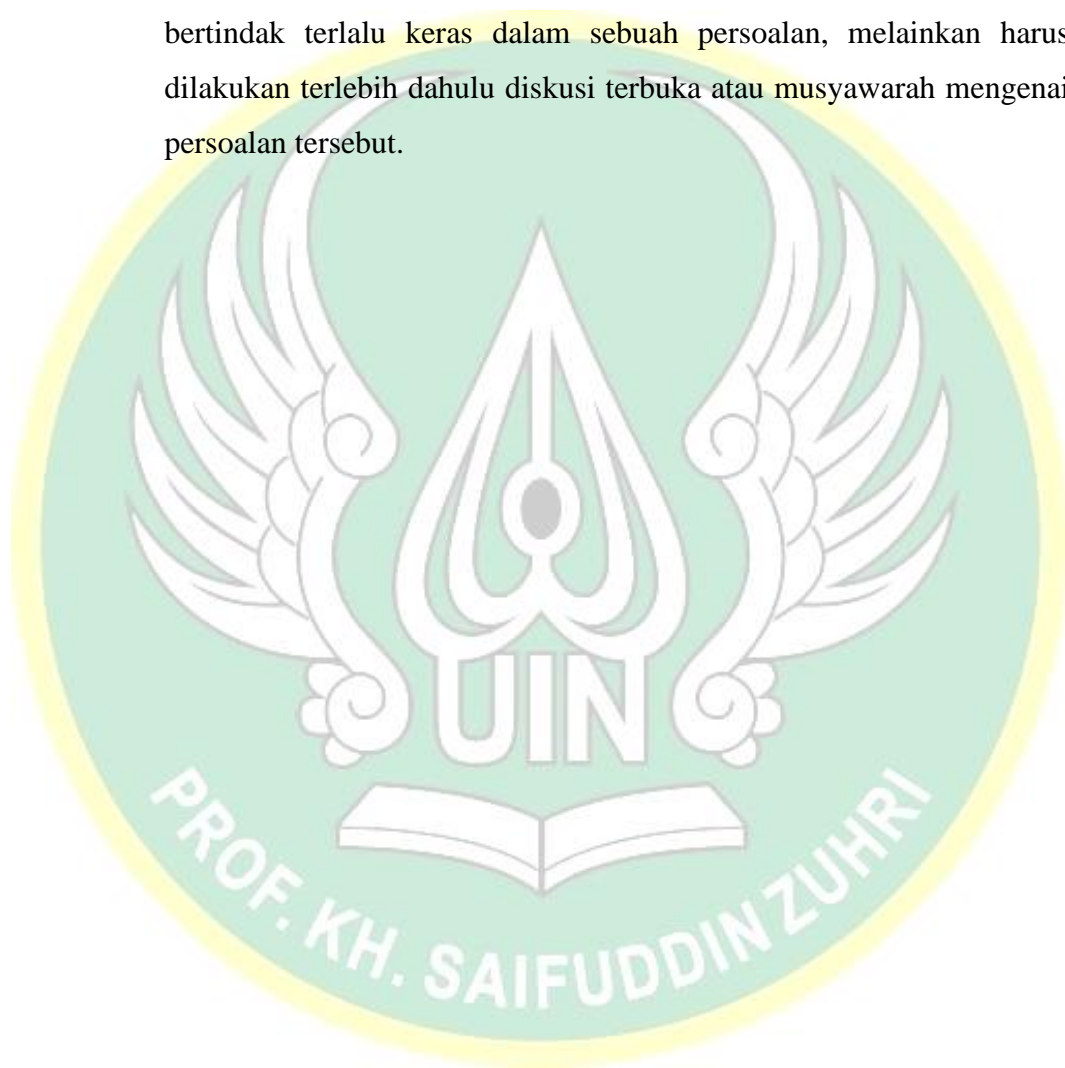 bertindak terlalu keras dalam sebuah persoalan, melainkan harus
dilakukan terlebih dahulu diskusi terbuka atau musyawarah mengenai
persoalan tersebut.
UIN
PROF. KH. SAIFUDDIN ZUHRI